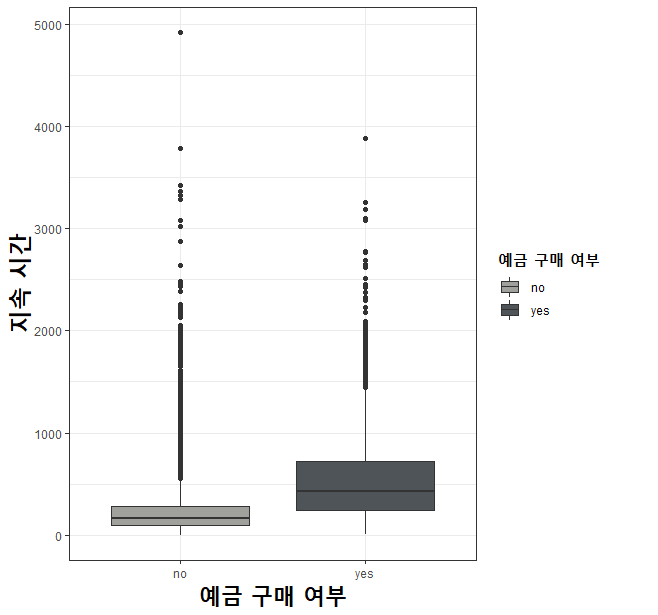 5000
4000
3000
2000
1000
0
지속 시간
no
yes
예금 구매 여부
예금 구매 여부
no
yes